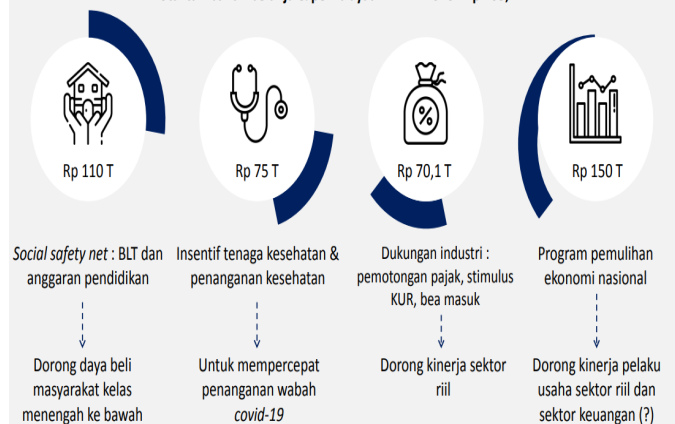 Rp 110 T
Rp 75 T
%
Rp 70,1 T
Rp 150 T
Social safety net : BLT dan
anggaran pendidikan
Insentif tenaga kesehatan &
penanganan kesehatan
Dukungan industri :
pemotongan pajak, stimulus
KUR, bea masuk
Program pemulihan
ekonomi nasional
Dorong daya beli
masyarakat kelas
menengah ke bawah
Untuk mempercepat
penanganan wabah
covid-19
Dorong kinerja sektor
riil
Dorong kinerja pelaku
usaha sektor riil dan
sektor keuangan (?)